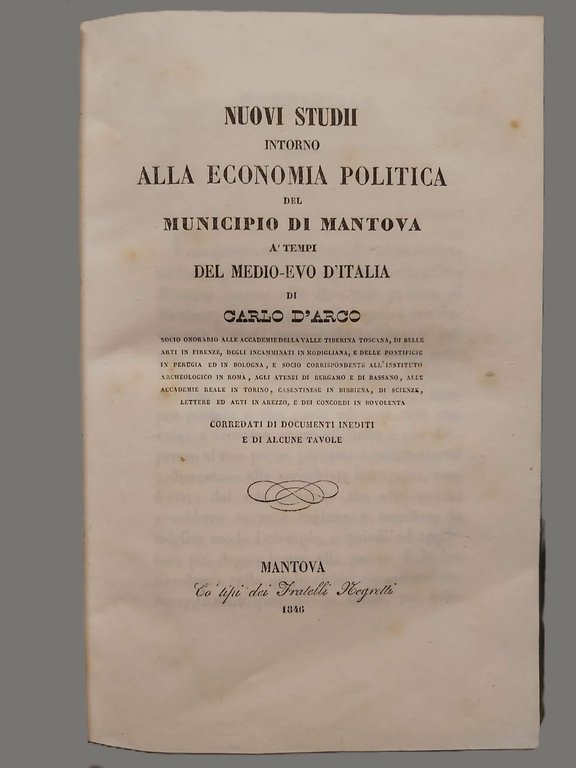 NUOVI STUDII
INTORNO
ALLA ECONOMIA POLITICA
DEL
MUNICIPIO DI MANTOVA
A' TEMPI
DEL MEDIO-EVO D'ITALIA
DI
CARLO D'ARCO
SOCIO ONORARIO ALLE ACCADEMIE DELLA VALLE TIBERINA TOSCANA, DI BELLE
ARTI IN FIRENZE, DEGLI INCAMMINATI IN MODIGLIANA, E DELLE PONTIFICIE
IN PERUGIA ED IN BOLOGNA, E SOCIO CORRISPONDENTE ALL'INSTITUTO
ARCHEOLOGICO IN ROMA, AGLI ATENEI DI BERGAMO E DI BASSANO, ALLE
ACCADEMIE REALE IN TORINO, CASENTINESE IN BIBBIENA, DI SCIENZE,
LETTERE ED ARTI IN AREZZO, E DEI CONCORDI IN BOVOLENTA
CORREDATI DI DOCUMENTI INEDITI
E DI ALCUNE TAVOLE
MANTOVA
Co' tipi dei Fratelli Negretti
1846